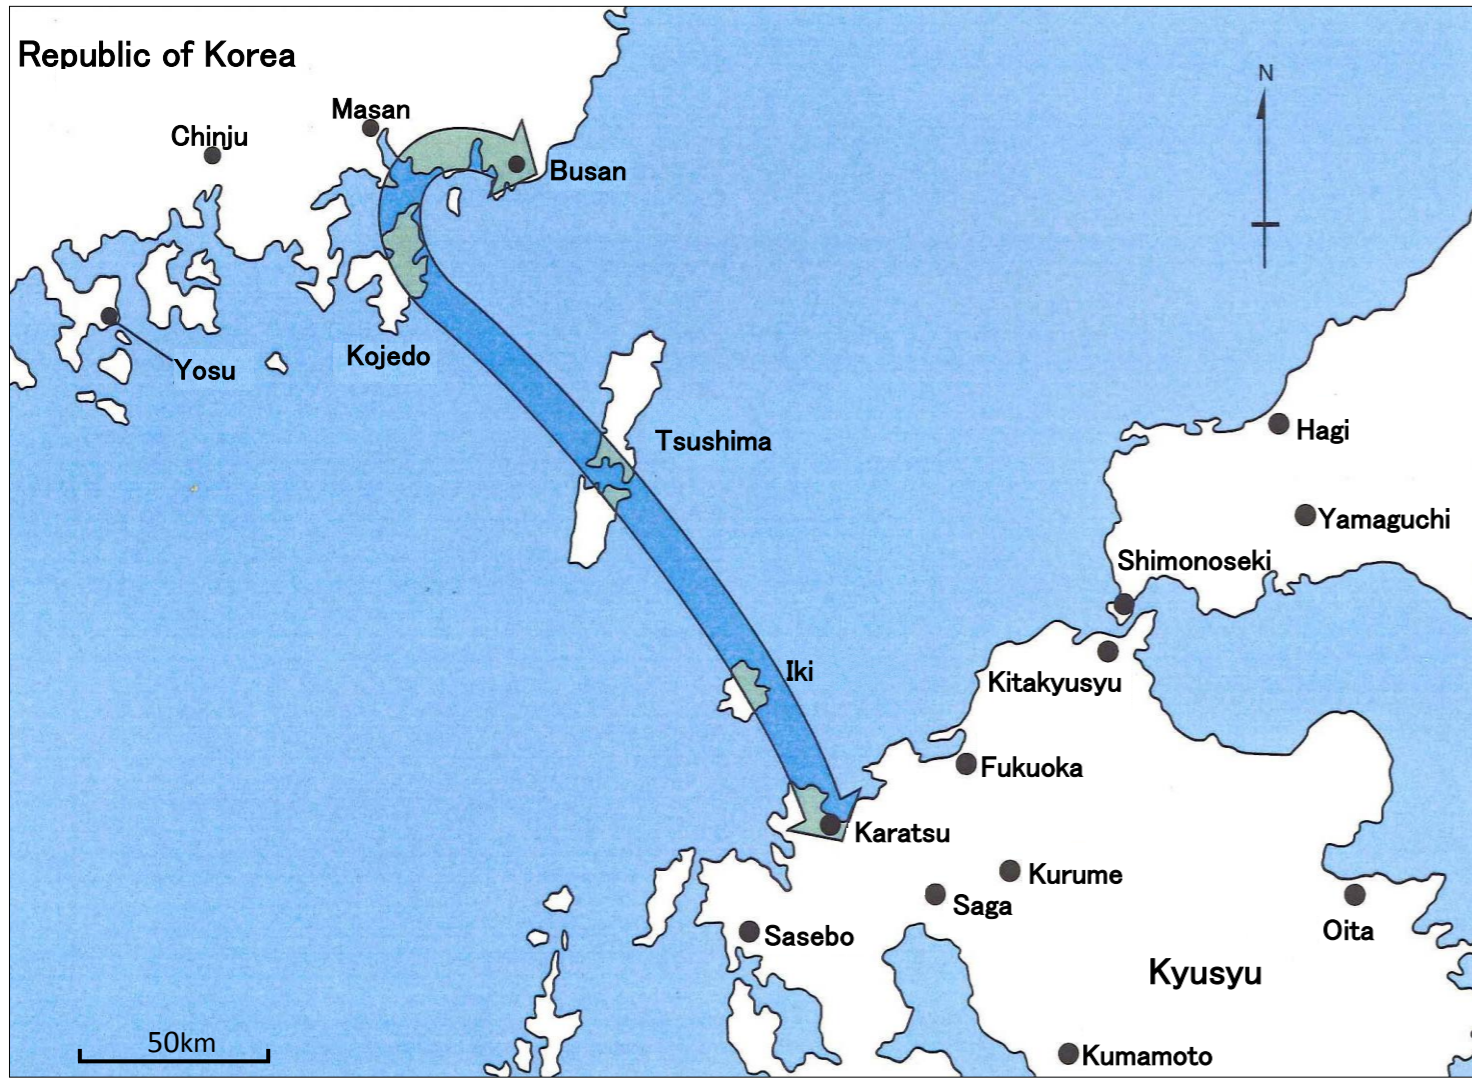 Republic of Korea
N
Masan
Chinju
Busan
Kojedo
Yosu
Tsushima
Hagi
Yamaguchi
Shimonoseki
Iki
Kitakyusyu
Fukuoka
Karatsu
Kurume
Saga
Sasebo
Oita
Kyusyu
50km
Kumamoto